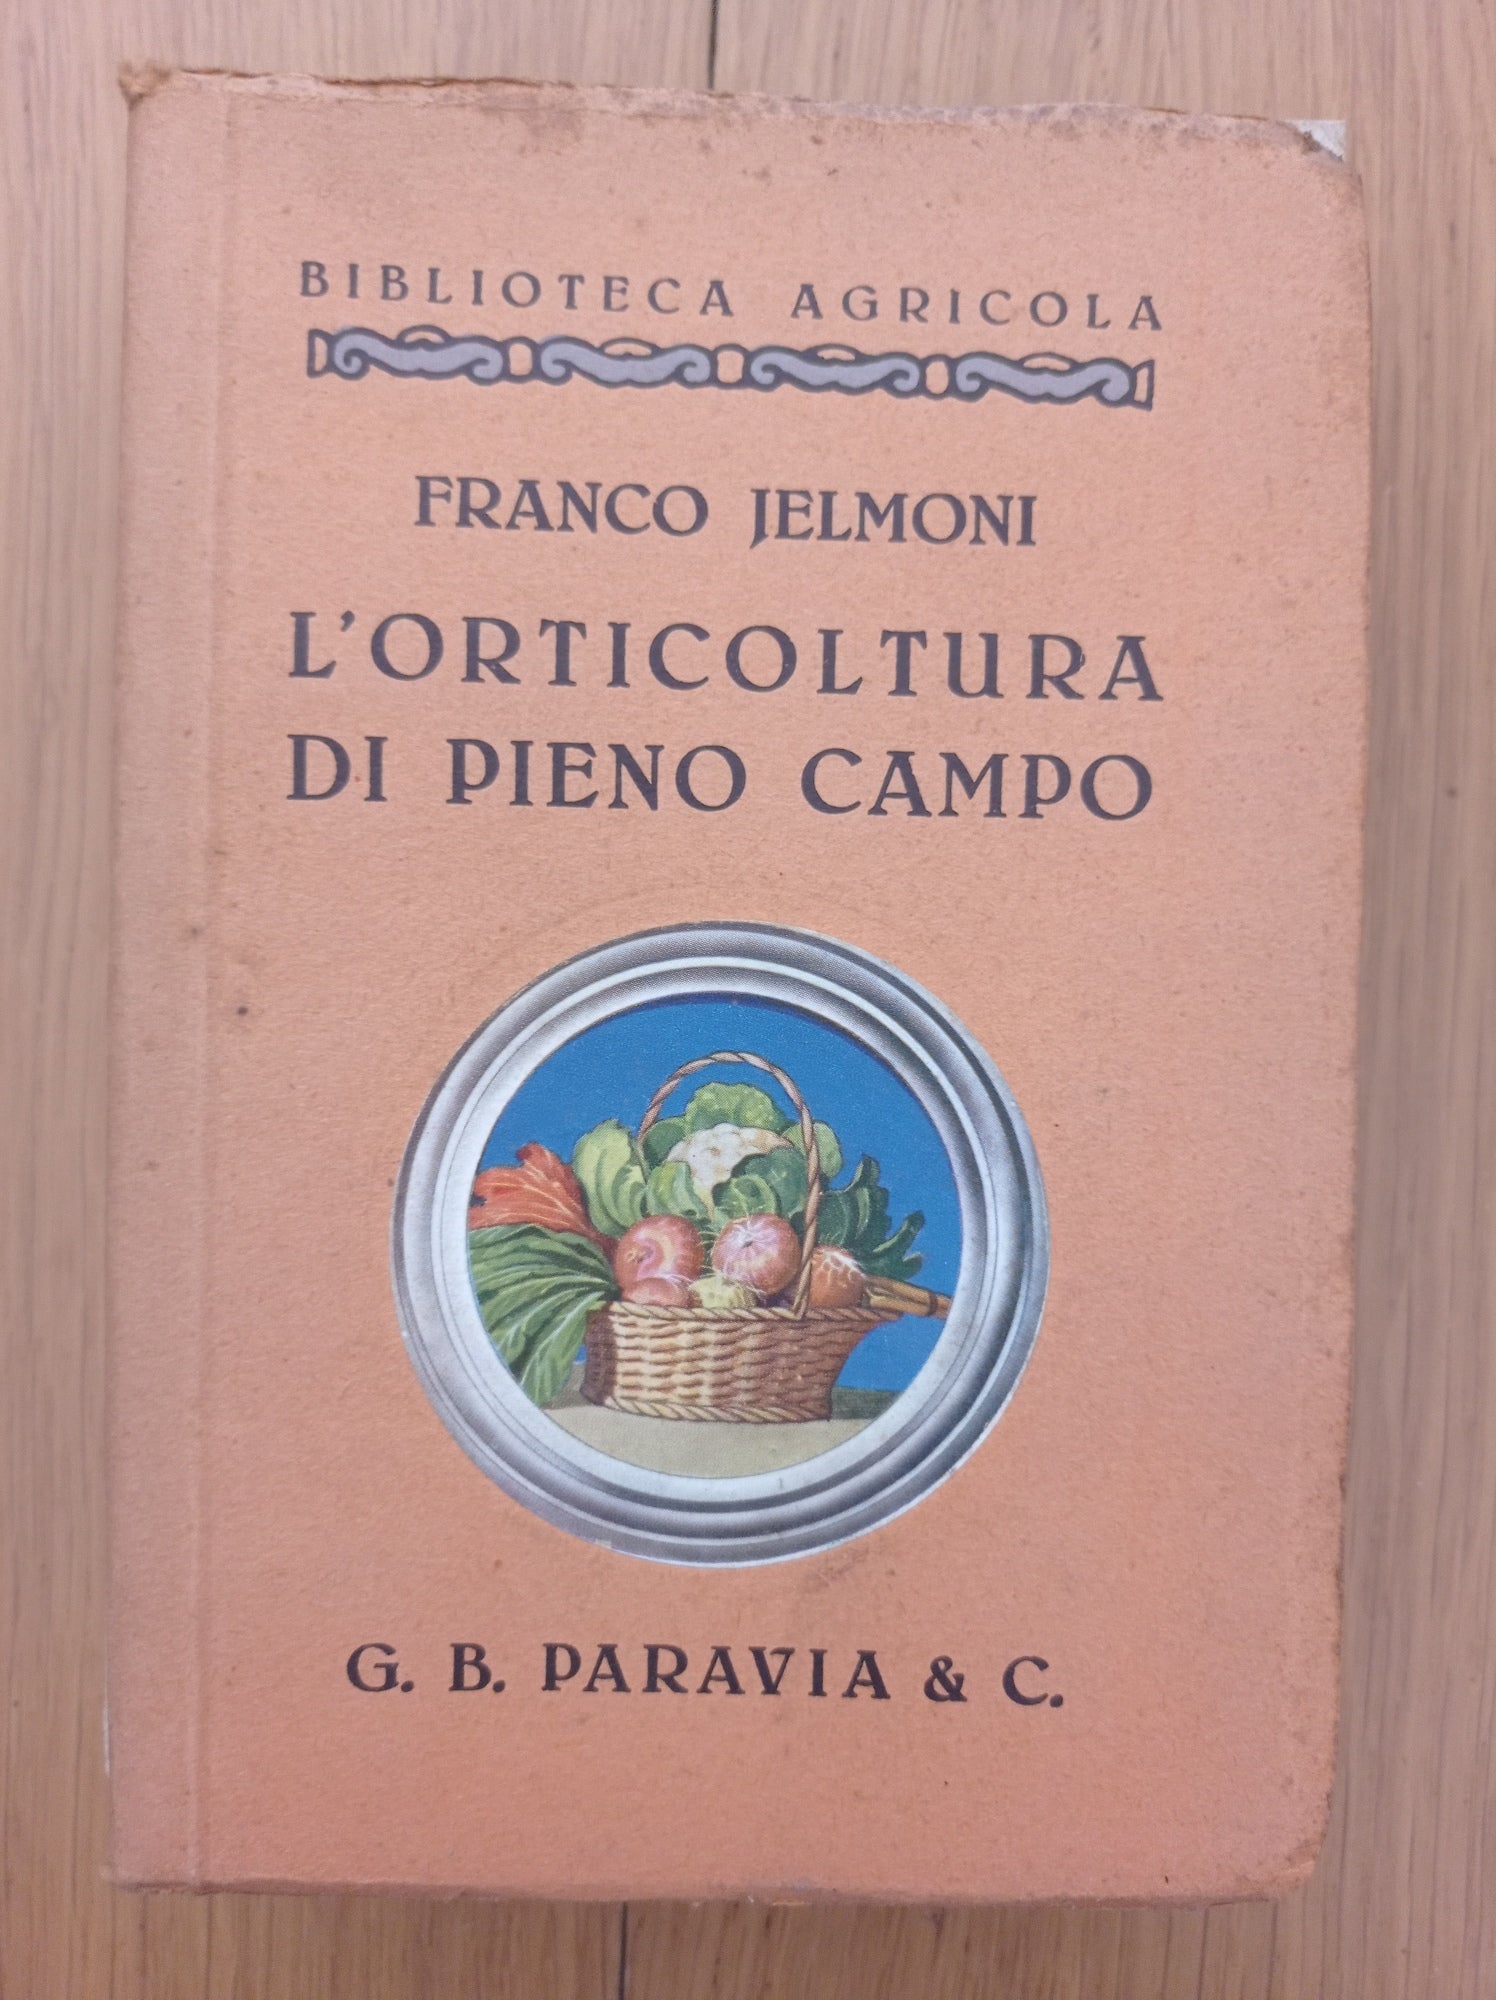 BIBLIOTECA AGRICOLA
FRANCO JELMONI
L'ORTICOLTURA
DI PIENO CAMPO
G. B. PARAVIA & C.